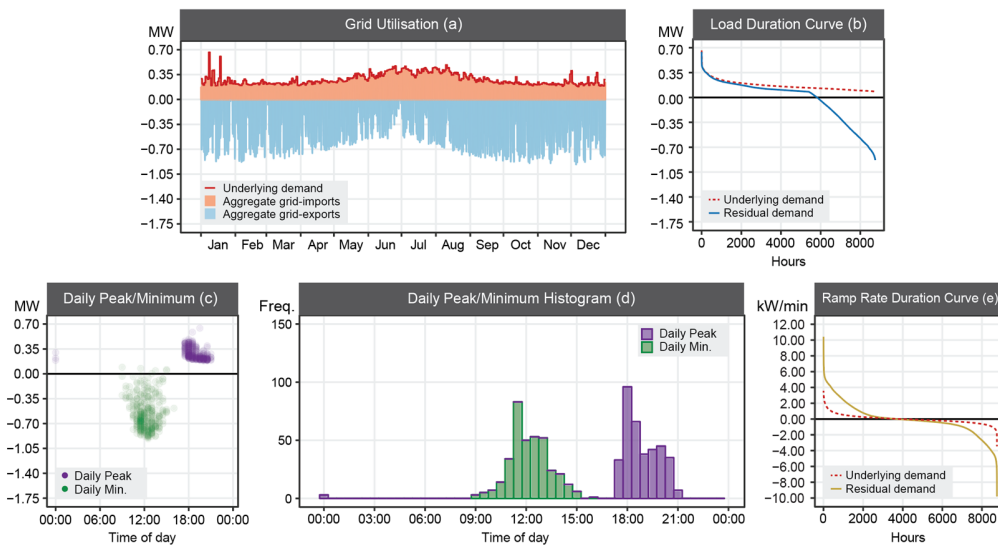 Grid Utilisation (a)
MW
0.70
0.35
0.00
−0.35
−0.70
−1.05
−1.40
−1.75
Underlying demand
Aggregate grid-imports
Aggregate grid-exports
Jan Feb Mar Apr May Jun Jul Aug Sep Oct Nov Dec
Load Duration Curve (b)
MW
0.70
0.35
0.00
−0.35
−0.70
−1.05
−1.40
−1.75
Underlying demand
Residual demand
0 2000 4000 6000 8000
Hours
Daily Peak/Minimum (c)
MW
0.70
0.35
0.00
−0.35
−0.70
−1.05
−1.40
−1.75
Daily Peak
Daily Min.
00:00 06:00 12:00 18:00 00:00
Time of day
Daily Peak/Minimum Histogram (d)
Freq.
150
100
50
0
Daily Peak
Daily Min.
00:00 03:00 06:00 09:00 12:00 15:00 18:00 21:00 00:00
Time of day
Ramp Rate Duration Curve (e)
kW/min
12.00
10.00
8.00
6.00
4.00
2.00
0.00
−2.00
−4.00
−6.00
−8.00
−10.00
Underlying demand
Residual demand
0 2000 4000 6000 8000
Hours